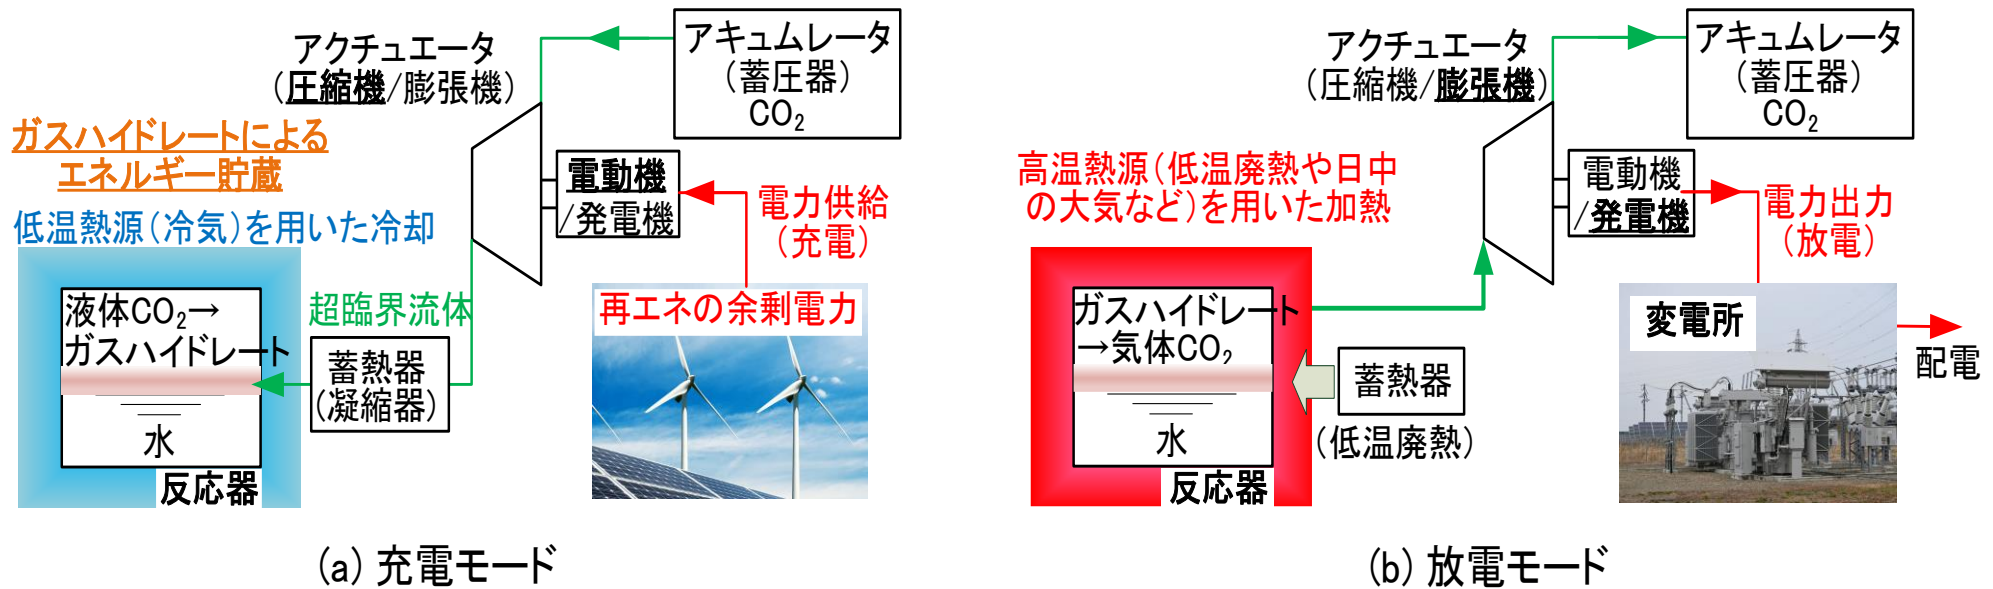 アクチュエータ
（圧縮機/膨張機）
アキュムレータ
（蓄圧器）
CO₂
ガスハイドレートによる
エネルギー貯蔵
電動機
/発電機
電力供給
（充電）
低温熱源（冷気）を用いた冷却
液体CO₂→
ガスハイドレート
超臨界流体
再エネの余剰電力
蓄熱器
（凝縮器）
水
反応器
(a) 充電モード
アクチュエータ
（圧縮機/膨張機）
アキュムレータ
（蓄圧器）
CO₂
高温熱源（低温廃熱や日中
の大気など）を用いた加熱
電動機
/発電機
電力出力
（放電）
ガスハイドレート
→気体CO₂
変電所
配電
蓄熱器
（低温廃熱）
水
反応器
(b) 放電モード